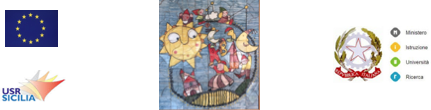 USR
SICILIA
M Ministero
I Istruzione
U Università
R Ricerca